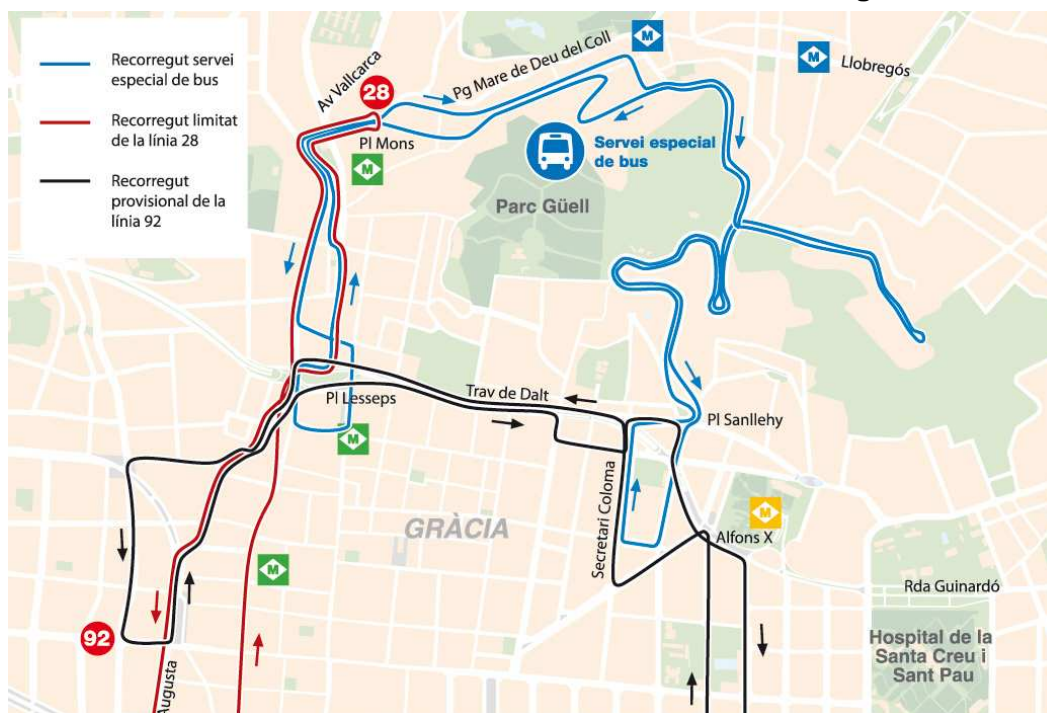 Recorregut servei
especial de bus
Recorregut limitat
de la línia 28
Recorregut
provisional de la
línia 92
Av Vallcarca
28
Pg Mare de Deu del Coll
M
M
Llobregós
Pl Mons
M
Servei especial
de bus
Parc Güell
Pl Lesseps
M
Trav de Dalt
Pl Sanllehy
Secretari Coloma
GRÀCIA
M
Alfons X
M
Rda Guinardó
92
Augusta
Hospital de la
Santa Creu i
Sant Pau